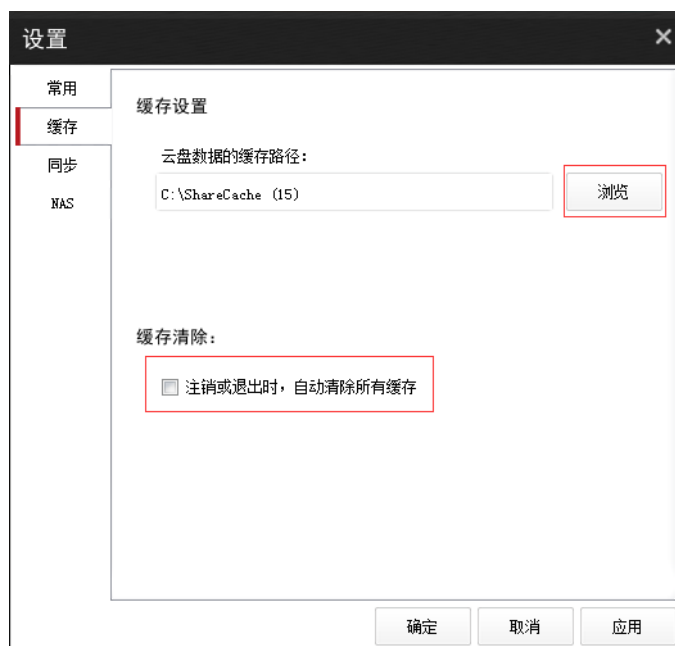 设置
常用
缓存
同步
NAS
缓存设置
云盘数据的缓存路径：
C:\ShareCache (15)
浏览
缓存清除：
注销或退出时，自动清除所有缓存
确定
取消
应用